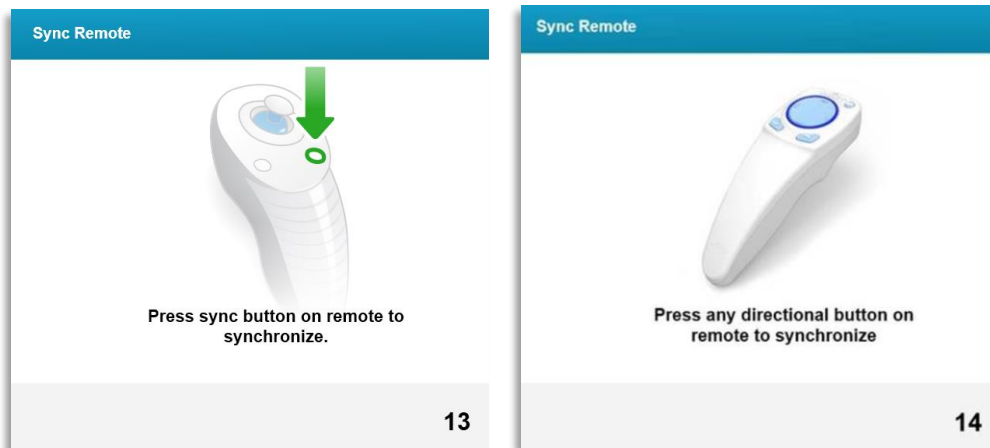 Sync Remote
Press sync button on remote to
synchronize.
13
Sync Remote
Press any directional button on
remote to synchronize
14